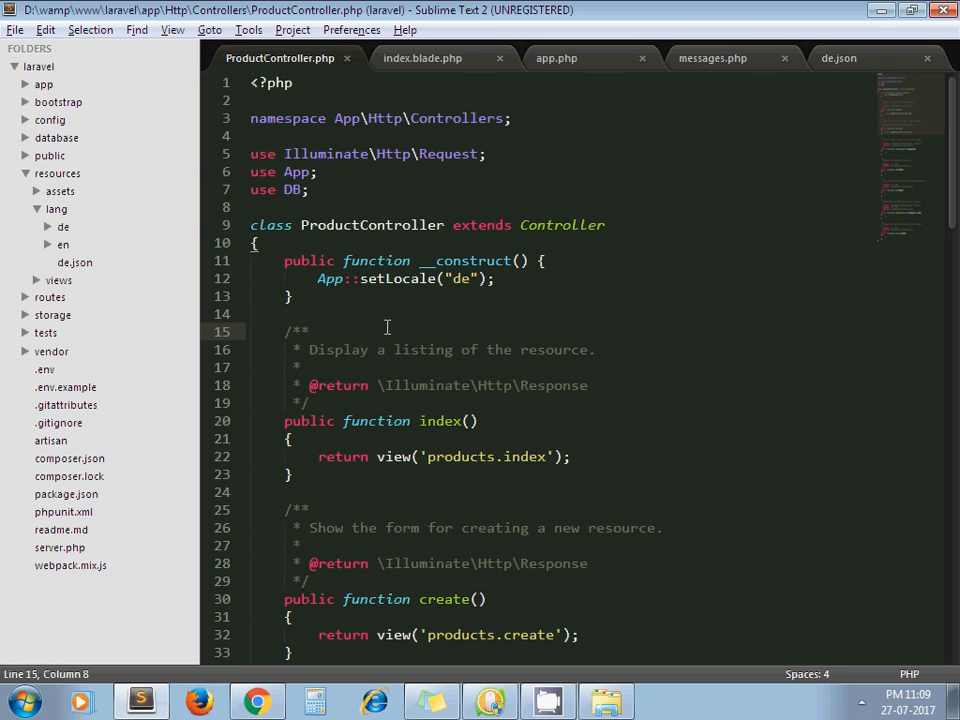 D:\wamp\www\laravel\app\Http\Controllers\ProductController.php (laravel) - Sublime Text 2 (UNREGISTERED)
File Edit Selection Find View Goto Tools Project Preferences Help
FOLDERS
laravel
app
bootstrap
config
database
public
resources
assets
lang
de
en
de.json
views
routes
storage
tests
vendor
.env
.env.example
.gitattributes
.gitignore
artisan
composer.json
composer.lock
package.json
phpunit.xml
readme.md
server.php
webpack.mix.js
ProductController.php × index.blade.php × app.php × messages.php × de.json ×
1 <?php
2
3 namespace App\Http\Controllers;
4
5 use Illuminate\Http\Request;
6 use App;
7 use DB;
8
9 class ProductController extends Controller
10 {
11 public function __construct() {
12 App::setLocale("de");
13 }
14
15 /**
16 * Display a listing of the resource.
17 *
18 * @return \Illuminate\Http\Response
19 */
20 public function index()
21 {
22 return view('products.index');
23 }
24
25 /**
26 * Show the form for creating a new resource.
27 *
28 * @return \Illuminate\Http\Response
29 */
30 public function create()
31 {
32 return view('products.create');
33 }
Line 15, Column 8 Spaces: 4 PHP
PM 11:09
27-07-2017